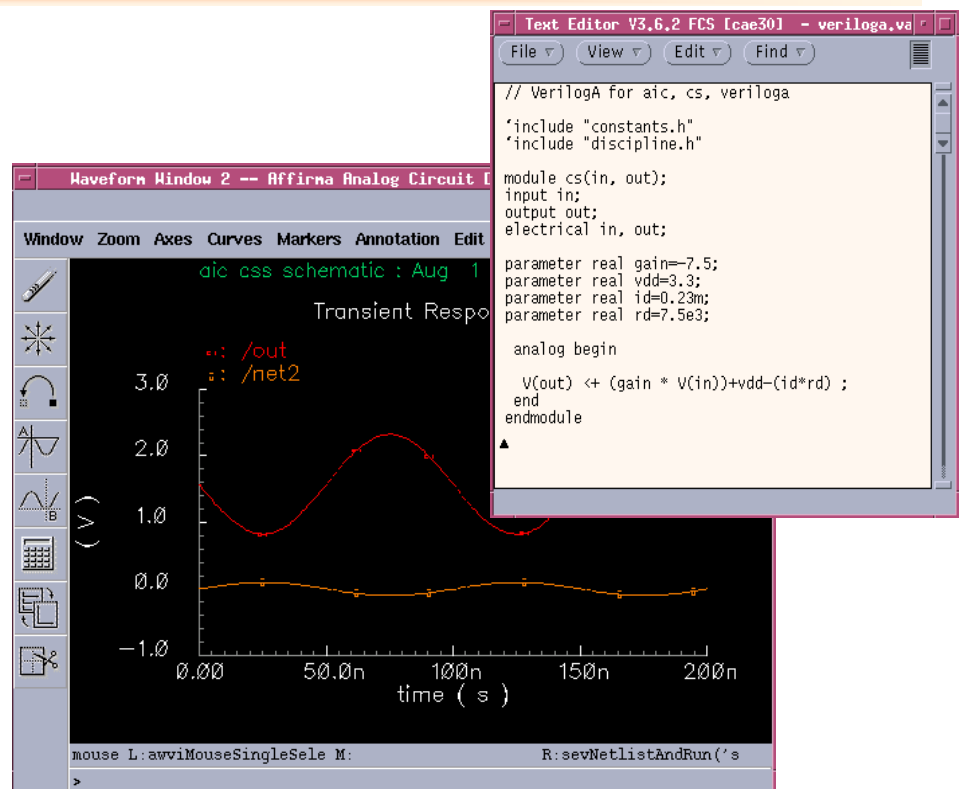 Text Editor V3.6.2 FCS [cae30] - veriloga.va
File View Edit Find
// VerilogA for aic, cs, veriloga
‘include "constants.h"
‘include "discipline.h"
module cs(in, out);
input in;
output out;
electrical in, out;
parameter real gain=-7.5;
parameter real vdd=3.3;
parameter real id=0.23m;
parameter real rd=7.5e3;
analog begin
V(out) <+ (gain * V(in))+vdd-(id*rd) ;
end
endmodule
Waveform Window 2 -- Affirma Analog Circuit
Window Zoom Axes Curves Markers Annotation Edit
aic css schematic : Aug 1
Transient Respo
: /out
: /net2
3.0
2.0
1.0
0.0
-1.0
(V)
0.00 50.0n 100n 150n 200n
time ( s )
A
B
mouse L:awviMouseSingleSele M: R:sevNetlistAndRun('s
>